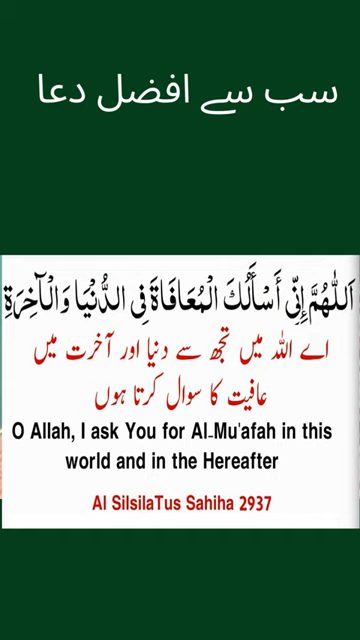 سب سے افضل دعا
اَللّٰهُمَّ إِنِّى أَسْأَلُكَ الْمُعَافَاةَ فِى الدُّنْيَا وَالْآخِرَةِ
اے اللہ میں تجھ سے دنیا اور آخرت میں
عافیت کا سوال کرتا ہوں
O Allah, I ask You for Al-Mu'afah in this
world and in the Hereafter
Al SilsilaTus Sahiha 2937